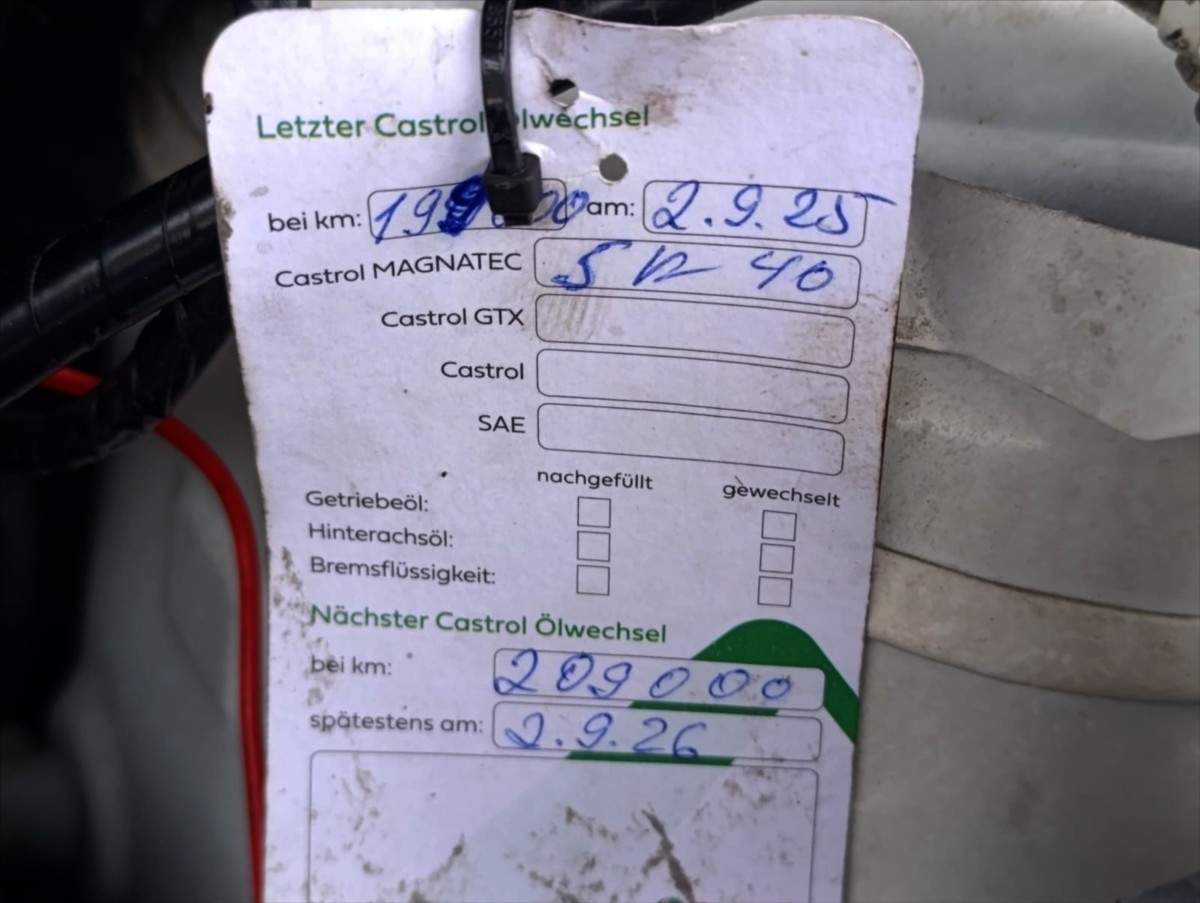 Letzter Castrol Ölwechsel
bei km: am: 2.9.25
Castrol MAGNATEC 5 W-40
Castrol GTX
Castrol
SAE
nachgefüllt gewechselt
Getriebeöl:
Hinterachsöl:
Bremsflüssigkeit:
Nächster Castrol Ölwechsel
bei km: 209000
spätestens am: 2.9.26